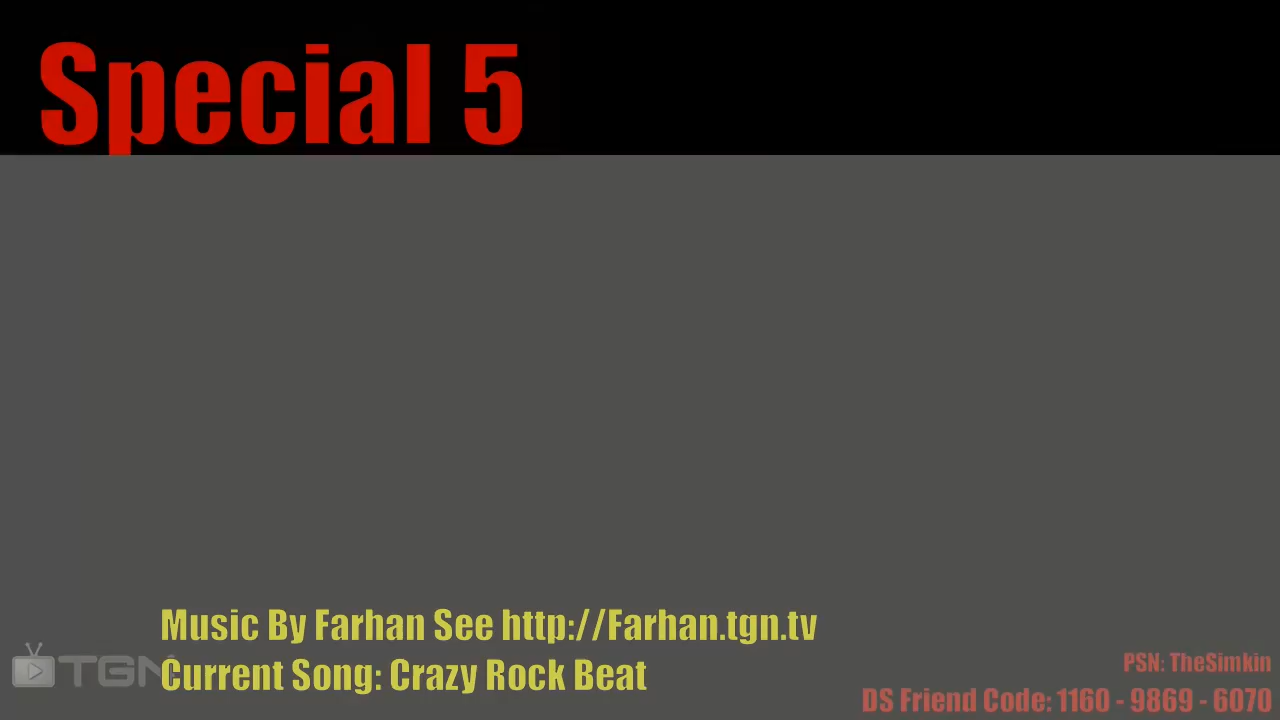 Special 5
Music By Farhan See http://Farhan.tgn.tv
TGN
Current Song: Crazy Rock Beat
PSN: TheSimkin
DS Friend Code: 1160 - 9869 - 6070